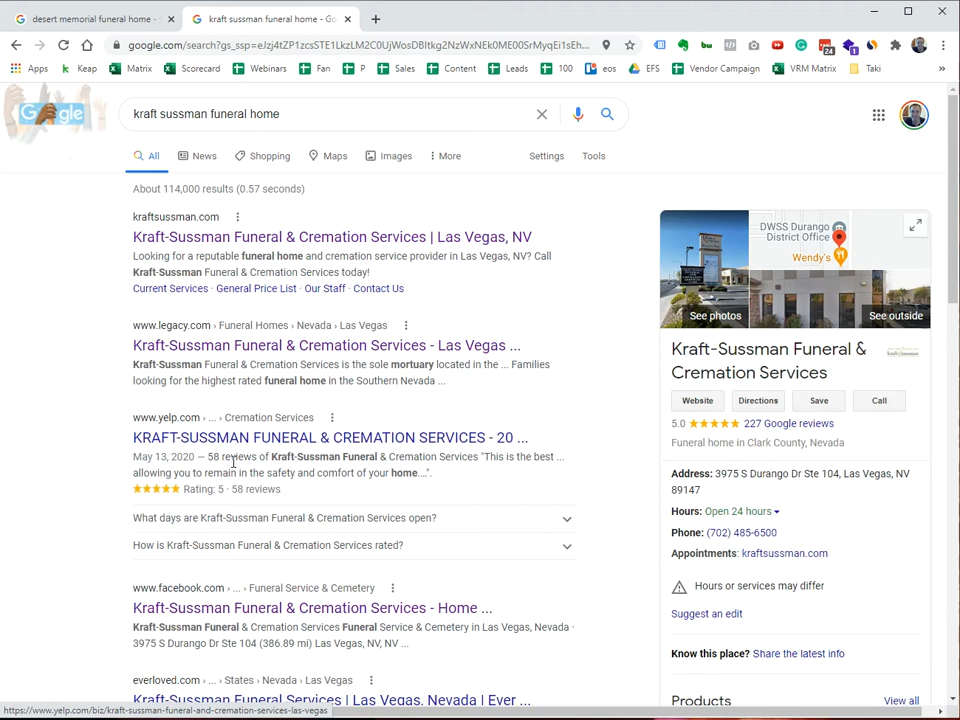 desert memorial funeral home -
kraft sussman funeral home - Go
google.com/search?gs_ssp=eJzj4tZP1zcsSTE1LkzLM2C0UjWosDBItkg2NzWxNEk0ME00SrMyqEi1sEh...
24
1
Apps
Keap
Matrix
Scorecard
Webinars
Fan
P
Sales
Content
Leads
100
eos
EFS
Vendor Campaign
VRM Matrix
Taki
»
Google
kraft sussman funeral home
All
News
Shopping
Maps
Images
More
Settings
Tools
About 114,000 results (0.57 seconds)
kraftsussman.com
Kraft-Sussman Funeral & Cremation Services | Las Vegas, NV
Looking for a reputable funeral home and cremation service provider in Las Vegas, NV? Call
Kraft-Sussman Funeral & Cremation Services today!
Current Services · General Price List · Our Staff · Contact Us
www.legacy.com › Funeral Homes › Nevada › Las Vegas
Kraft-Sussman Funeral & Cremation Services - Las Vegas ...
Kraft-Sussman Funeral & Cremation Services is the sole mortuary located in the ... Families
looking for the highest rated funeral home in the Southern Nevada ...
www.yelp.com › ... › Cremation Services
KRAFT-SUSSMAN FUNERAL & CREMATION SERVICES - 20 ...
May 13, 2020 — 58 reviews of Kraft-Sussman Funeral & Cremation Services "This is the best ...
allowing you to remain in the safety and comfort of your home....".
Rating: 5 · 58 reviews
What days are Kraft-Sussman Funeral & Cremation Services open?
How is Kraft-Sussman Funeral & Cremation Services rated?
www.facebook.com › ... › Funeral Service & Cemetery
Kraft-Sussman Funeral & Cremation Services - Home ...
Kraft-Sussman Funeral & Cremation Services Funeral Service & Cemetery in Las Vegas, Nevada ·
3975 S Durango Dr Ste 104 (386.89 mi) Las Vegas, NV, NV ...
everloved.com › ... › States › Nevada › Las Vegas
Kraft-Sussman Funeral Services | Las Vegas, Nevada | Ever ...
https://www.yelp.com/biz/kraft-sussman-funeral-and-cremation-services-las-vegas
DWSS Durango
District Office
Wendy's
See photos
See outside
Kraft-Sussman Funeral &
Cremation Services
Website
Directions
Save
Call
5.0
227 Google reviews
Funeral home in Clark County, Nevada
Address: 3975 S Durango Dr Ste 104, Las Vegas, NV
89147
Hours: Open 24 hours
Phone: (702) 485-6500
Appointments: kraftsussman.com
Hours or services may differ
Suggest an edit
Know this place? Share the latest info
Products
View all